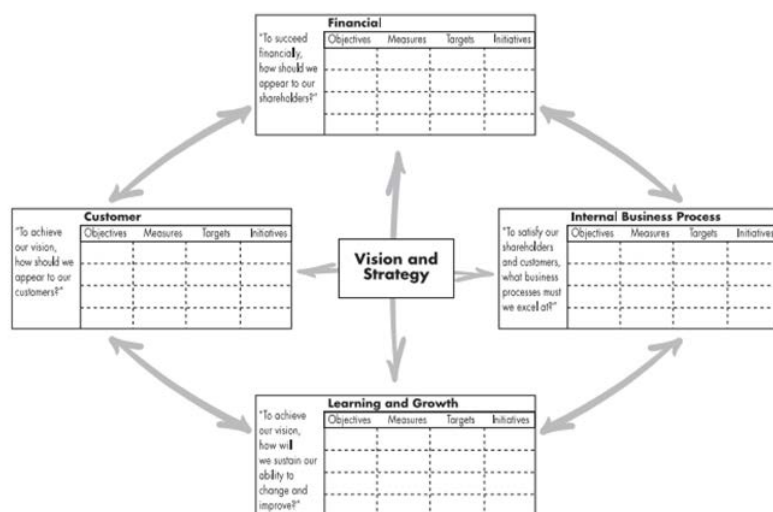 Financial
Objectives Measures Targets Initiatives
"To succeed
financially,
how should we
appear to our
shareholders?"
Customer
Objectives Measures Targets Initiatives
"To achieve
our vision,
how should we
appear to our
customers?"
Vision and
Strategy
Internal Business Process
Objectives Measures Targets Initiatives
"To satisfy our
shareholders
and customers,
what business
processes must
we excel at?"
Learning and Growth
Objectives Measures Targets Initiatives
"To achieve
our vision,
how will
we sustain our
ability to
change and
improve?"